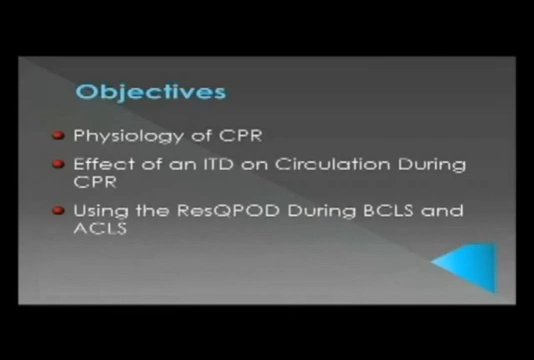 Objectives
Physiology of CPR
Effect of an ITD on Circulation During
CPR
Using the ResQPOD During BCLS and
ACLS